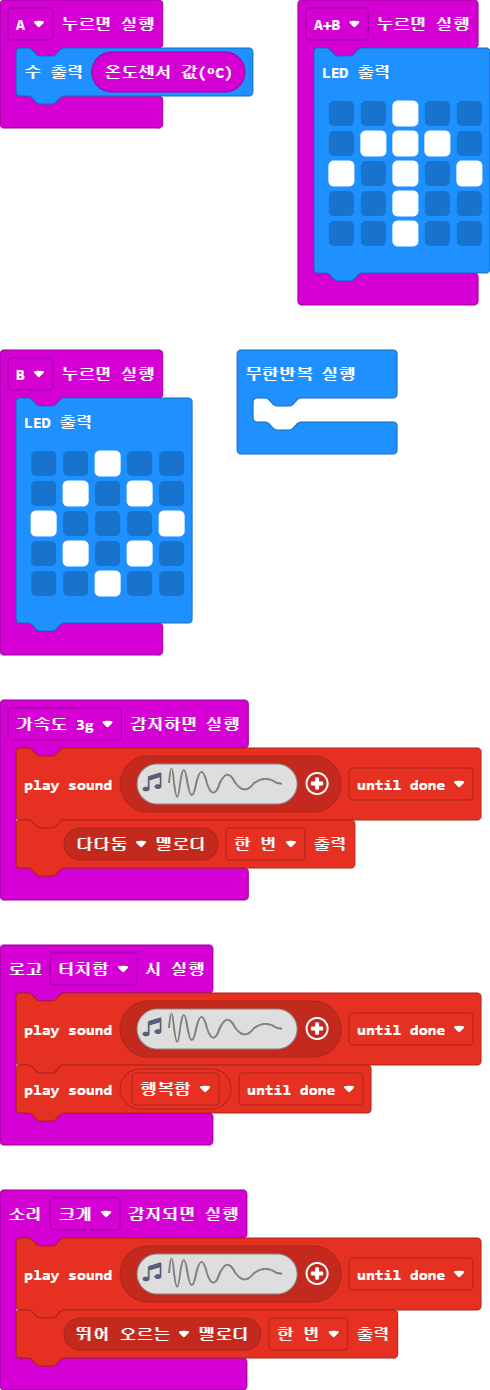 A 누르면 실행
수 출력 온도센서 값(°C)
A+B 누르면 실행
LED 출력
B 누르면 실행
LED 출력
무한반복 실행
가속도 3g 감지하면 실행
play sound until done
다다둠 멜로디 한 번 출력
로고 터치함 시 실행
play sound until done
play sound 행복함 until done
소리 크게 감지되면 실행
play sound until done
뛰어 오르는 멜로디 한 번 출력